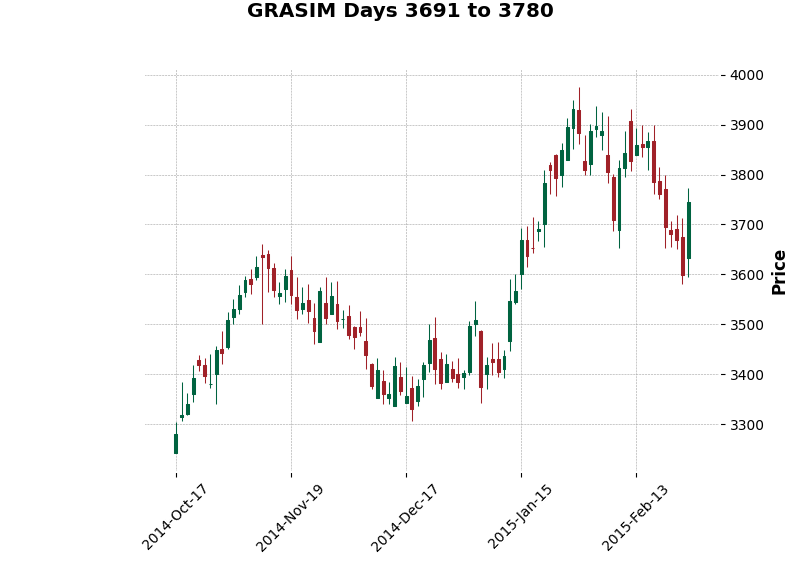 GRASIM Days 3691 to 3780
4000
3900
3800
3700
3600
3500
3400
3300
Price
2014-Oct-17
2014-Nov-19
2014-Dec-17
2015-Jan-15
2015-Feb-13